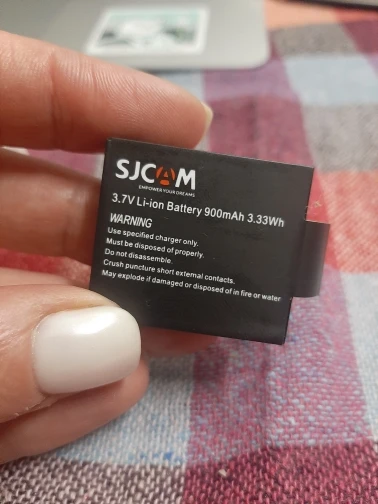 SJCAM
EMPOWER YOUR DREAMS
3.7V Li-ion Battery 900mAh 3.33Wh
WARNING
Use specified charger only.
Must be disposed of properly.
Do not disassemble.
Crush puncture short external contacts.
May explode if damaged or disposed of in fire or water